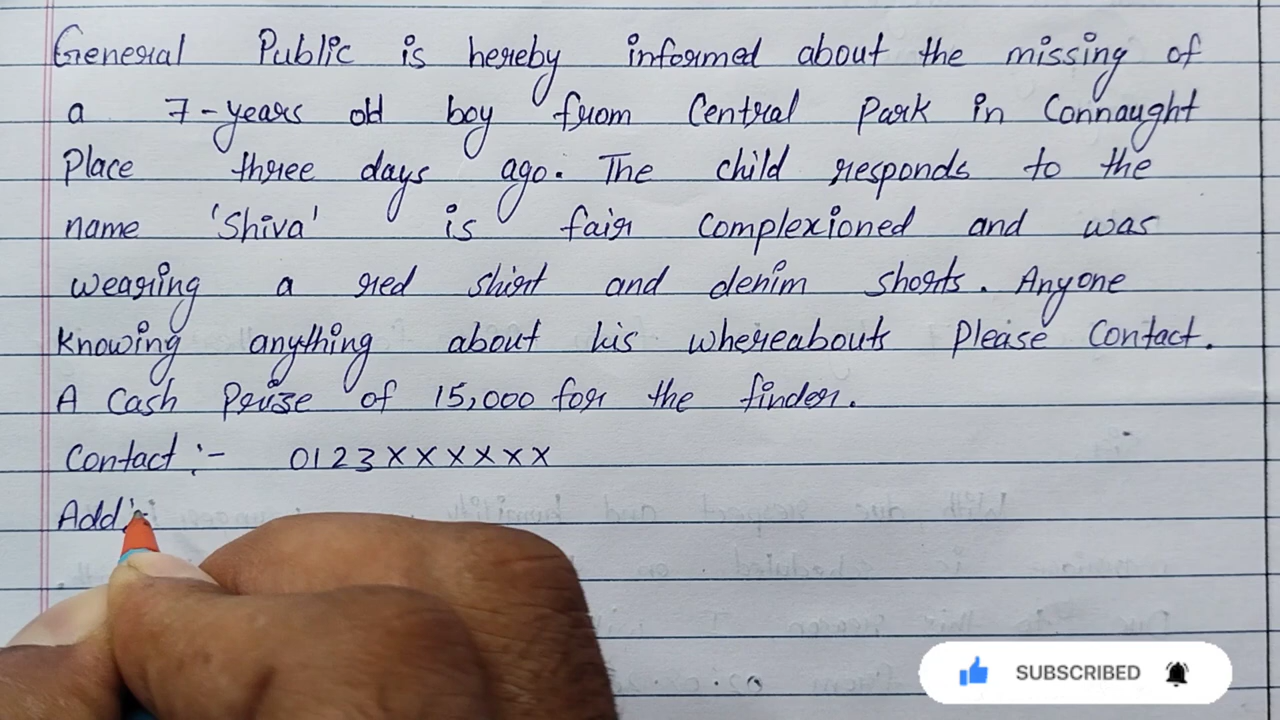 General Public is hereby informed about the missing of
a 7-years old boy from Central Park in Connaught
Place three days ago. The child responds to the
name 'Shiva' is fair complexioned and was
wearing a red shirt and denim shorts. Anyone
knowing anything about his whereabouts Please Contact.
A Cash Prize of 15,000 for the finder.
Contact :- 0123XXXXXX
Add
SUBSCRIBED